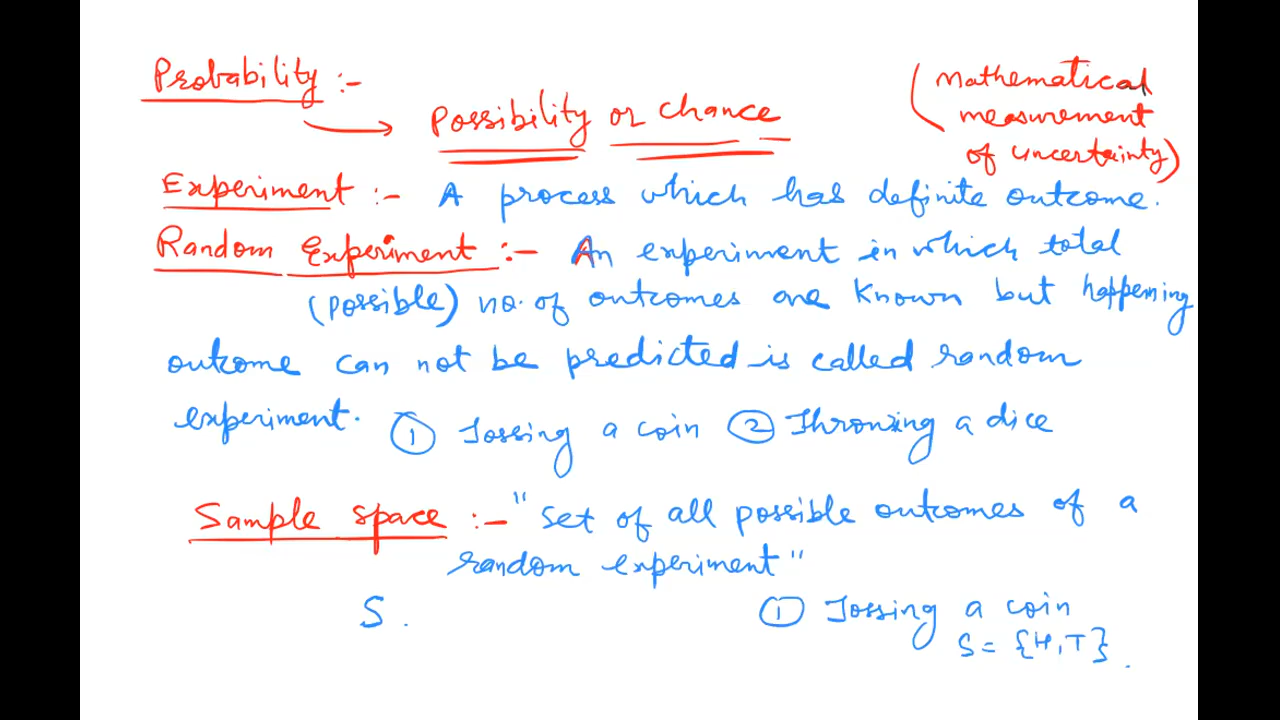 Probability :-
Possibility or chance
(Mathematical
measurement
of uncertainty)
Experiment :- A process which has definite outcome.
Random Experiment :- An experiment in which total
(possible) no. of outcomes are known but happening
outcome can not be predicted is called random
experiment. ① Tossing a coin ② Throwing a dice
Sample space :- "Set of all possible outcomes of a
random experiment"
S.
① Tossing a coin
S = {H, T}.